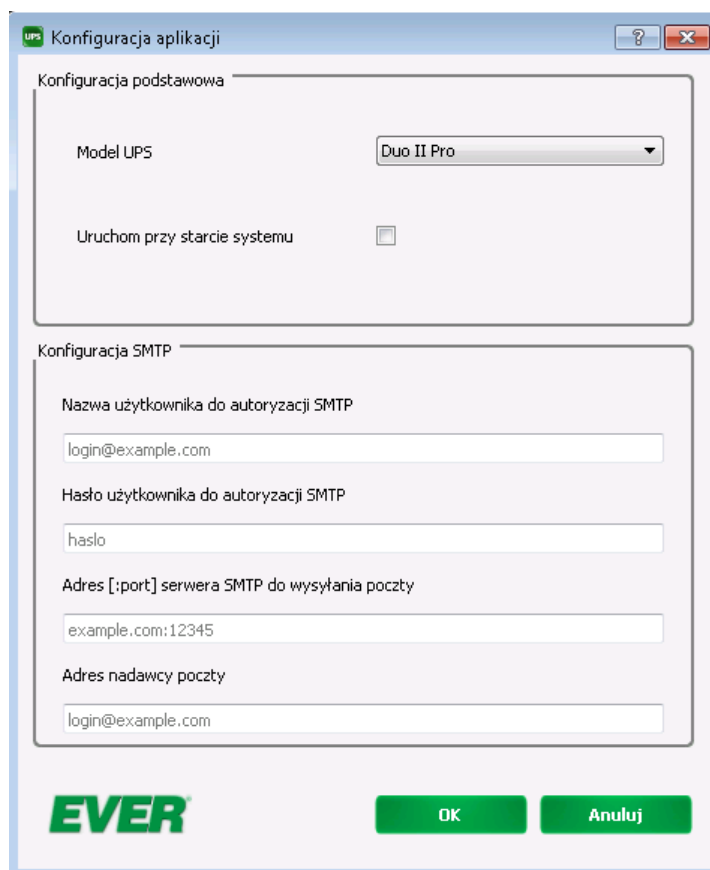 UPS Konfiguracja aplikacji ? x
Konfiguracja podstawowa
Model UPS Duo II Pro
Uruchom przy starcie systemu
Konfiguracja SMTP
Nazwa użytkownika do autoryzacji SMTP
login@example.com
Hasło użytkownika do autoryzacji SMTP
haslo
Adres [:port] serwera SMTP do wysyłania poczty
example.com:12345
Adres nadawcy poczty
login@example.com
EVER OK Anuluj